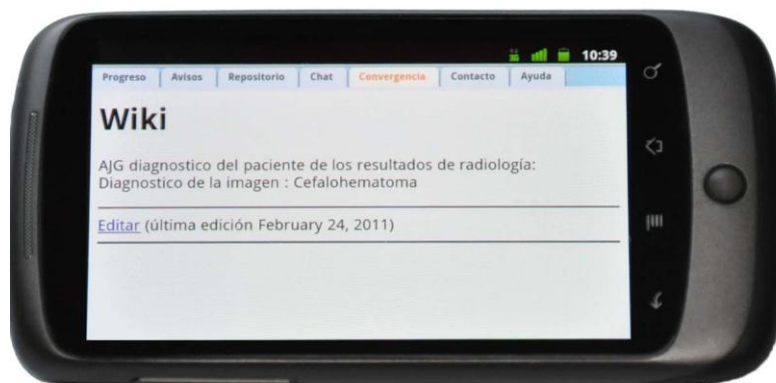 10:39
Progreso Avisos Repositorio Chat Convergencia Contacto Ayuda
Wiki
AJG diagnostico del paciente de los resultados de radiología:
Diagnostico de la imagen : Cefalohematoma
Editar (última edición February 24, 2011)